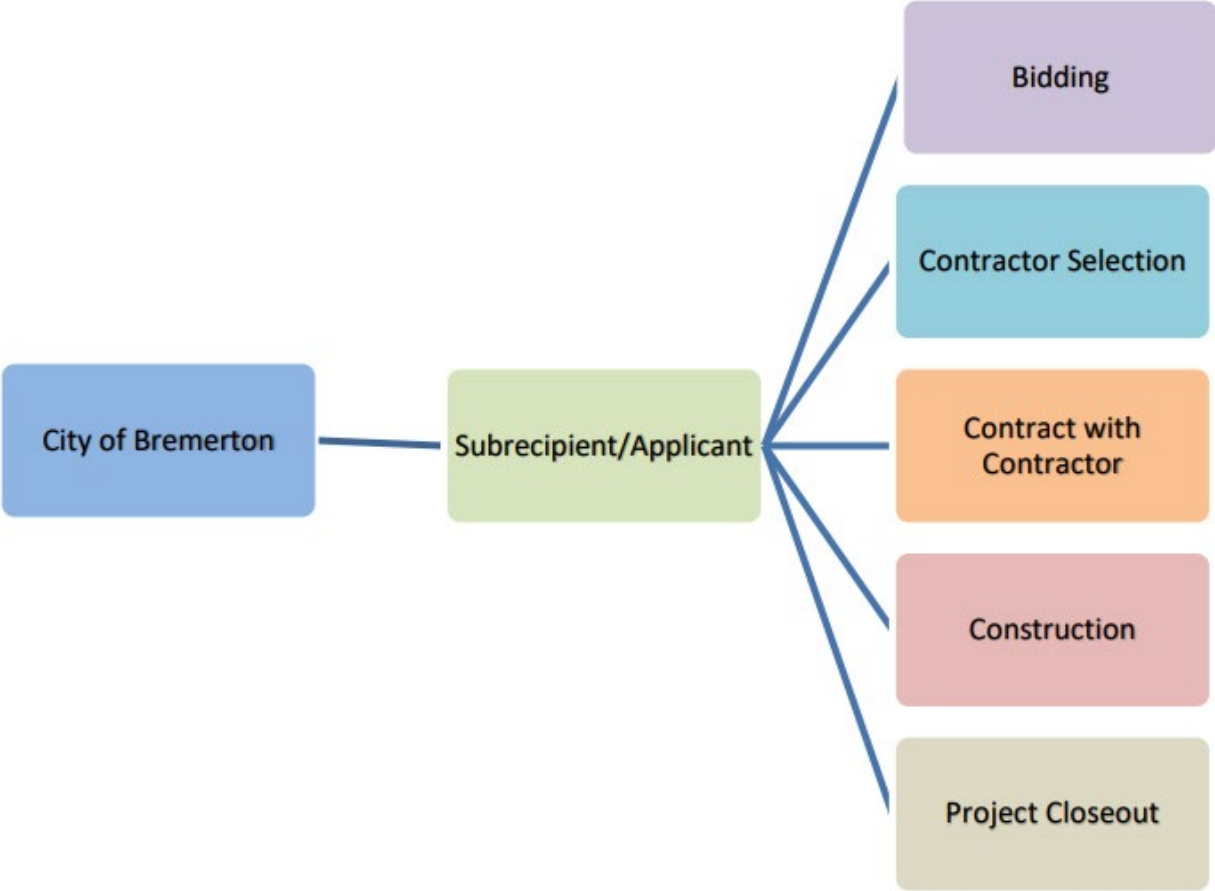 City of Bremerton
Subrecipient/Applicant
Bidding
Contractor Selection
Contract with
Contractor
Construction
Project Closeout